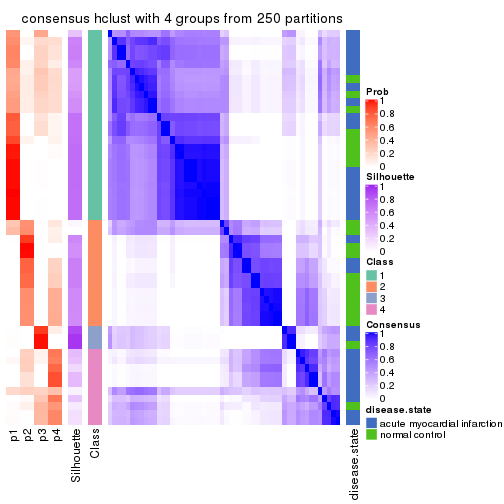 consensus hclust with 4 groups from 250 partitions
Prob
1
0.8
0.6
0.4
0.2
0
Silhouette
1
0.8
0.6
0.4
0.2
0
Class
1
2
3
4
Consensus
1
0.8
0.6
0.4
0.2
0
disease.state
acute myocardial infarction
normal control
p1
p2
p3
p4
Silhouette
Class
disease.state